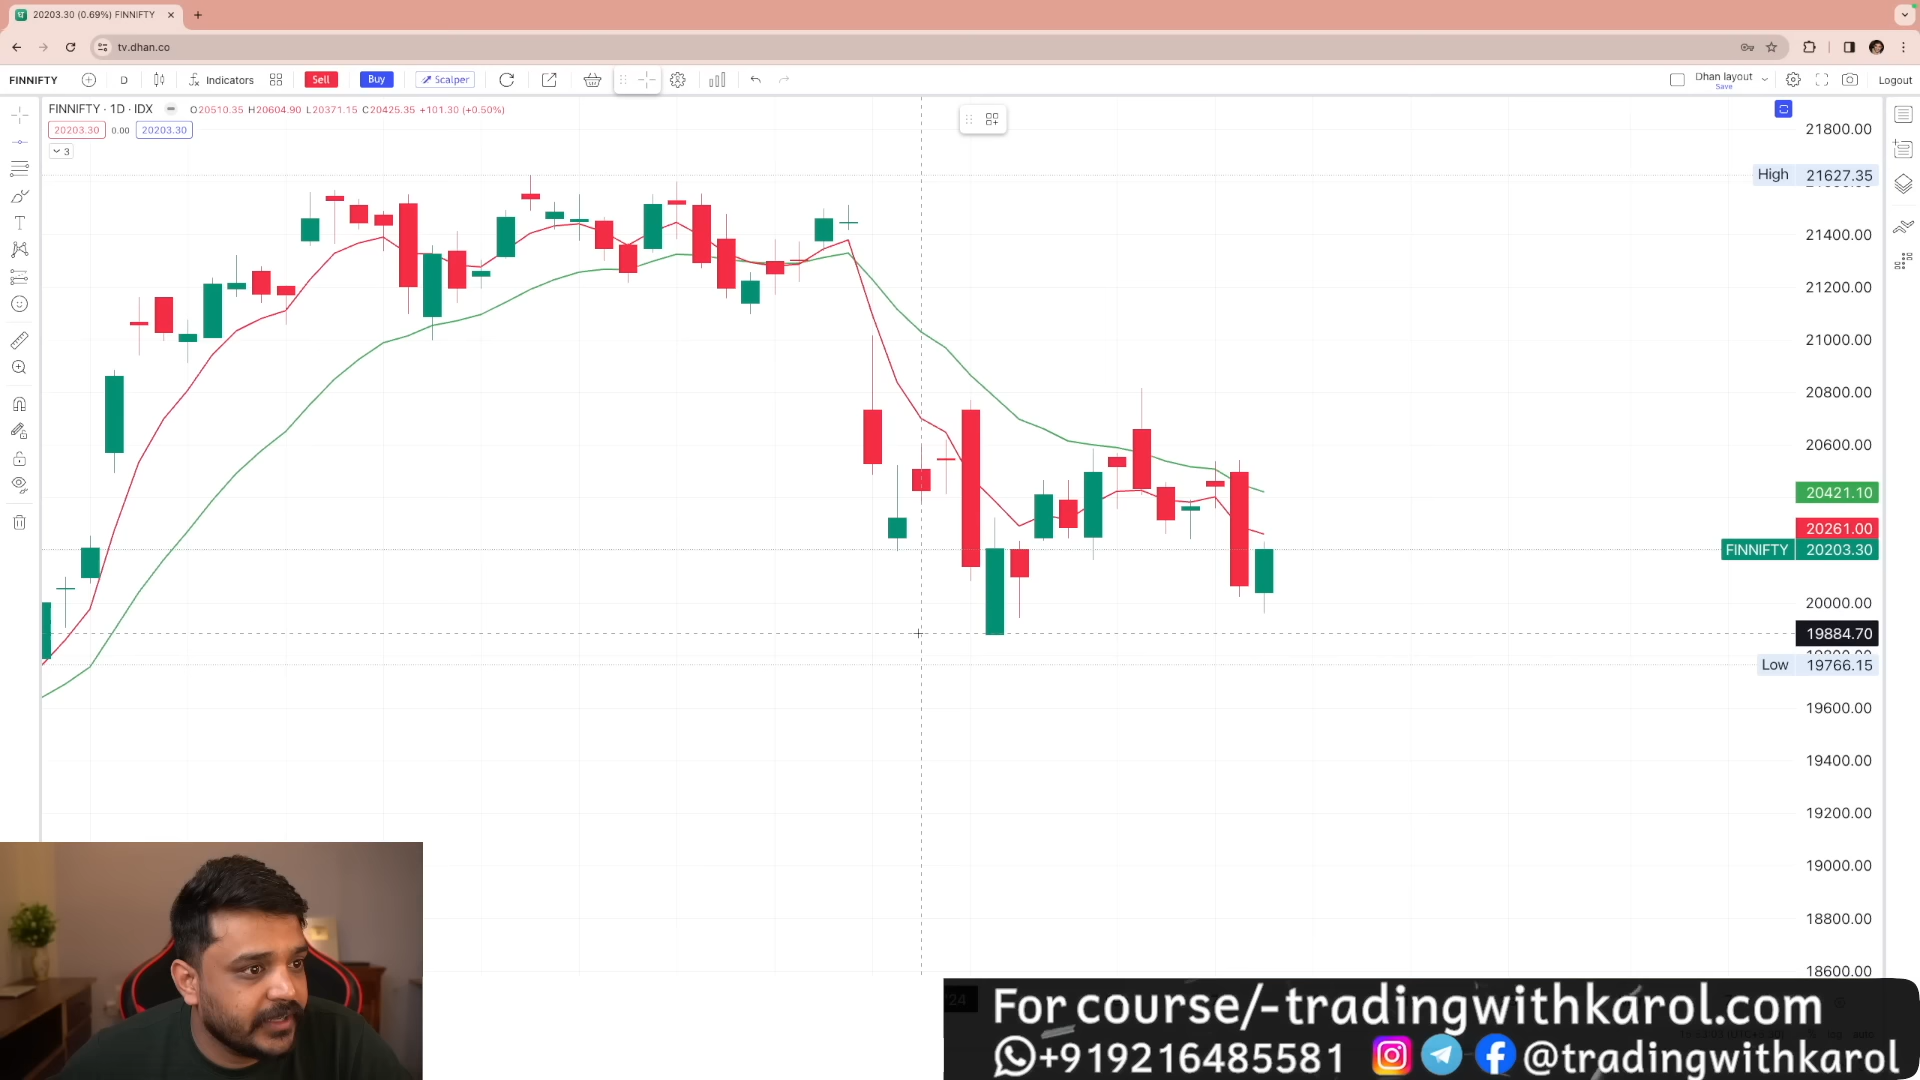 20203.30 (0.69%) FINNIFTY
tv.dhan.co
FINNIFTY D Indicators Sell Buy Scalper Dhan layout Save Logout
FINNIFTY · 1D · IDX O20510.35 H20604.90 L20371.15 C20425.35 +101.30 (+0.50%)
20203.30 0.00 20203.30
3
21800.00
High 21627.35
21400.00
21200.00
21000.00
20800.00
20600.00
20421.10
20261.00
FINNIFTY 20203.30
20000.00
19884.70
Low 19766.15
19600.00
19400.00
19200.00
19000.00
18800.00
18600.00
For course/-tradingwithkarol.com
+919216485581 @tradingwithkarol